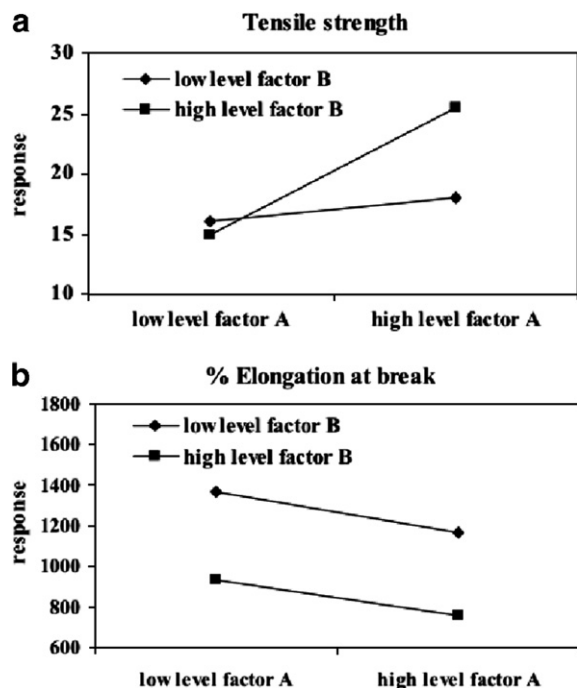 a
Tensile strength
30
25
20
15
10
response
low level factor B
high level factor B
low level factor A
high level factor A
b
% Elongation at break
1800
1600
1400
1200
1000
800
600
response
low level factor B
high level factor B
low level factor A
high level factor A